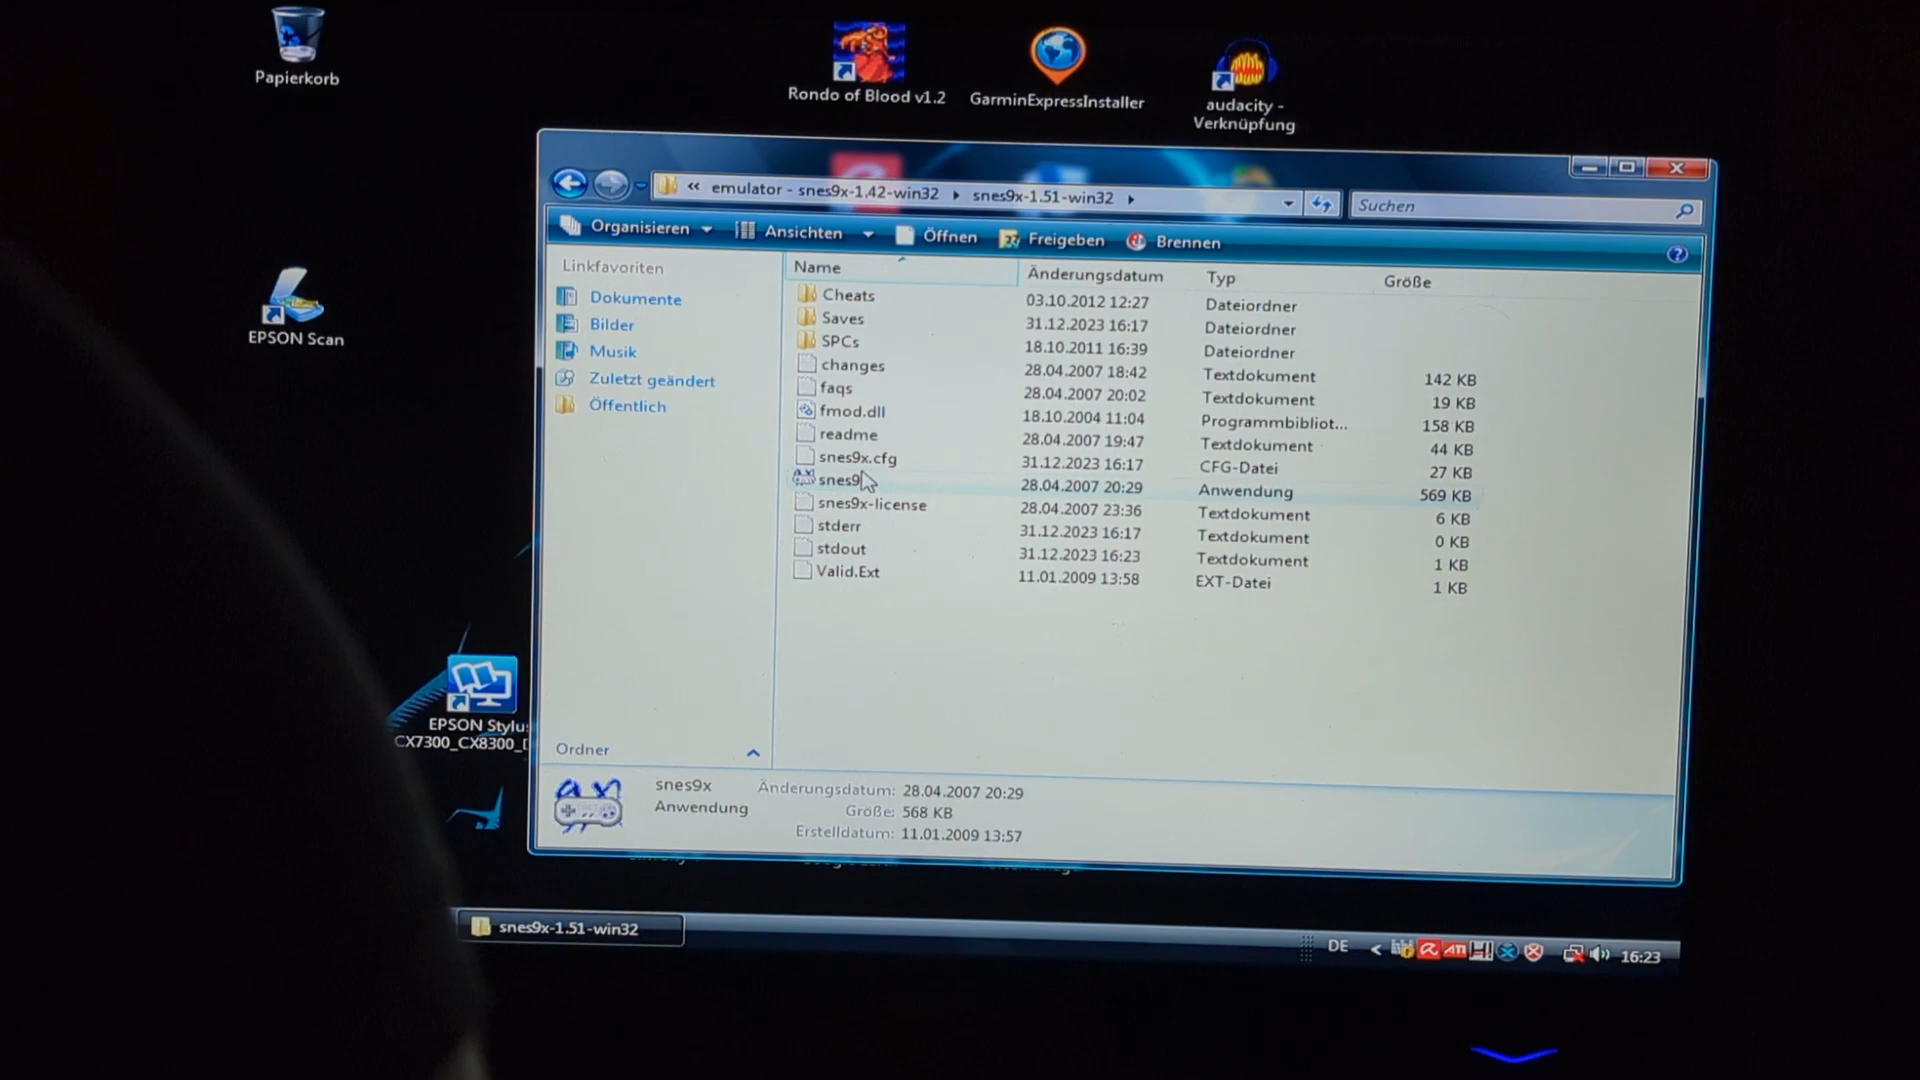 Papierkorb
Rondo of Blood v1.2
GarminExpressInstaller
audacity -
Verknüpfung
EPSON Scan
EPSON Stylus
CX7300_CX8300_
« emulator - snes9x-1.42-win32 snes9x-1.51-win32
Suchen
Organisieren Ansichten Öffnen Freigeben Brennen
Linkfavoriten
Dokumente
Bilder
Musik
Zuletzt geändert
Öffentlich
Ordner
Name Änderungsdatum Typ Größe
Cheats 03.10.2012 12:27 Dateiordner
Saves 31.12.2023 16:17 Dateiordner
SPCs 18.10.2011 16:39 Dateiordner
changes 28.04.2007 18:42 Textdokument 142 KB
faqs 28.04.2007 20:02 Textdokument 19 KB
fmod.dll 18.10.2004 11:04 Programmbibliot... 158 KB
readme 28.04.2007 19:47 Textdokument 44 KB
snes9x.cfg 31.12.2023 16:17 CFG-Datei 27 KB
snes9 28.04.2007 20:29 Anwendung 569 KB
snes9x-license 28.04.2007 23:36 Textdokument 6 KB
stderr 31.12.2023 16:17 Textdokument 0 KB
stdout 31.12.2023 16:23 Textdokument 1 KB
Valid.Ext 11.01.2009 13:58 EXT-Datei 1 KB
snes9x Änderungsdatum: 28.04.2007 20:29
Anwendung Größe: 568 KB
Erstelldatum: 11.01.2009 13:57
snes9x-1.51-win32
DE < ATI 16:23